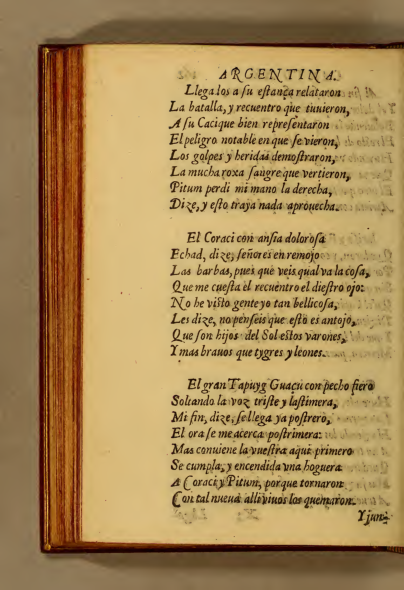 ARGENTINA.
Llega los a su estança relataron
La batalla, y recuentro que tuuieron,
A su Cacique bien representaron
El peligro notable en que se vieron,
Los golpes y heridas demostraron,
La mucha roxa sangre que vertieron,
Pitum perdi mi mano la derecha,
Dize, y esto traya nada aprouecha.
El Coraci con ansia dolorosa
Echad, dize, señores en remojo
Las barbas, pues que veis qual va la cosa,
Que me cuesta el recuentro el diestro ojo:
No he visto gente yo tan bellicosa,
Les dize, no penseis que esto es antojo,
Que son hijos del Sol estos varones,
Y mas brauos que tygres y leones.
El gran Tapuyg Guaçu con pecho fiero
Soltando la voz triste y lastimera,
Mi fin, dize, se llega ya postrero,
El ora se me acerca postrimera:
Mas conuiene la vuestra aqui primero
Se cumpla, y encendida vna hoguera
A Coraci y Pitum, porque tornaron
Con tal nueua alli viuos los quemaron.
Y jun-